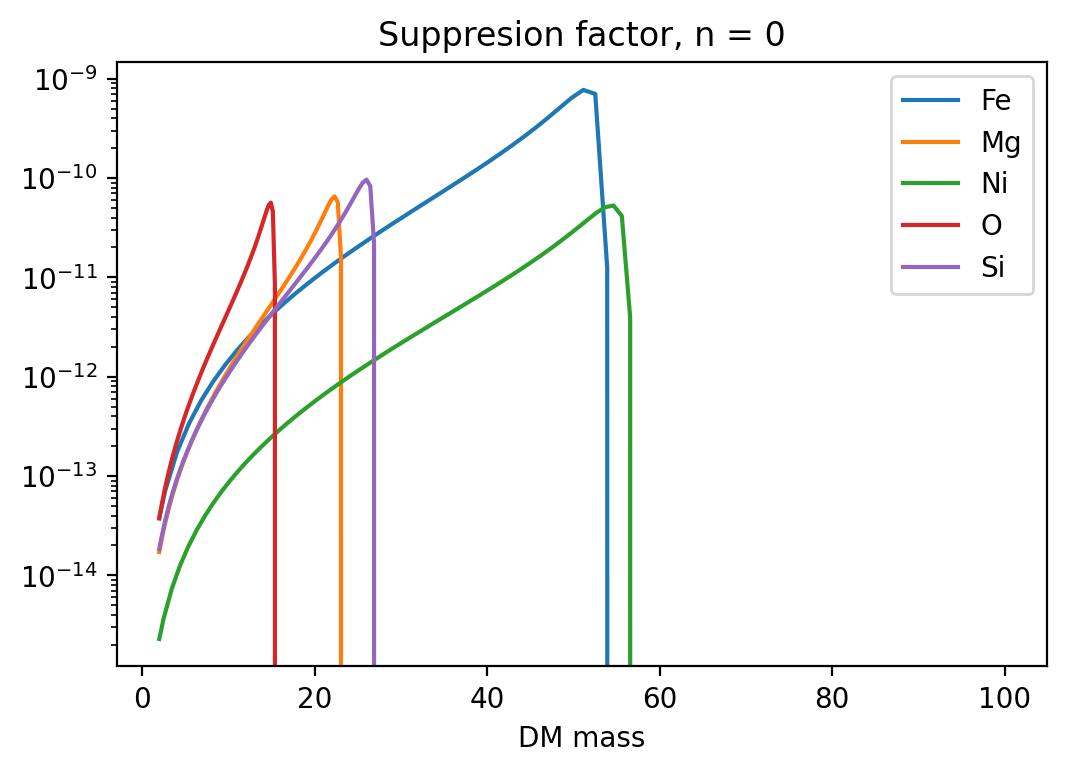 Suppresion factor, n = 0
10⁻⁹
10⁻¹⁰
10⁻¹¹
10⁻¹²
10⁻¹³
10⁻¹⁴
Fe
Mg
Ni
O
Si
0 20 40 60 80 100
DM mass